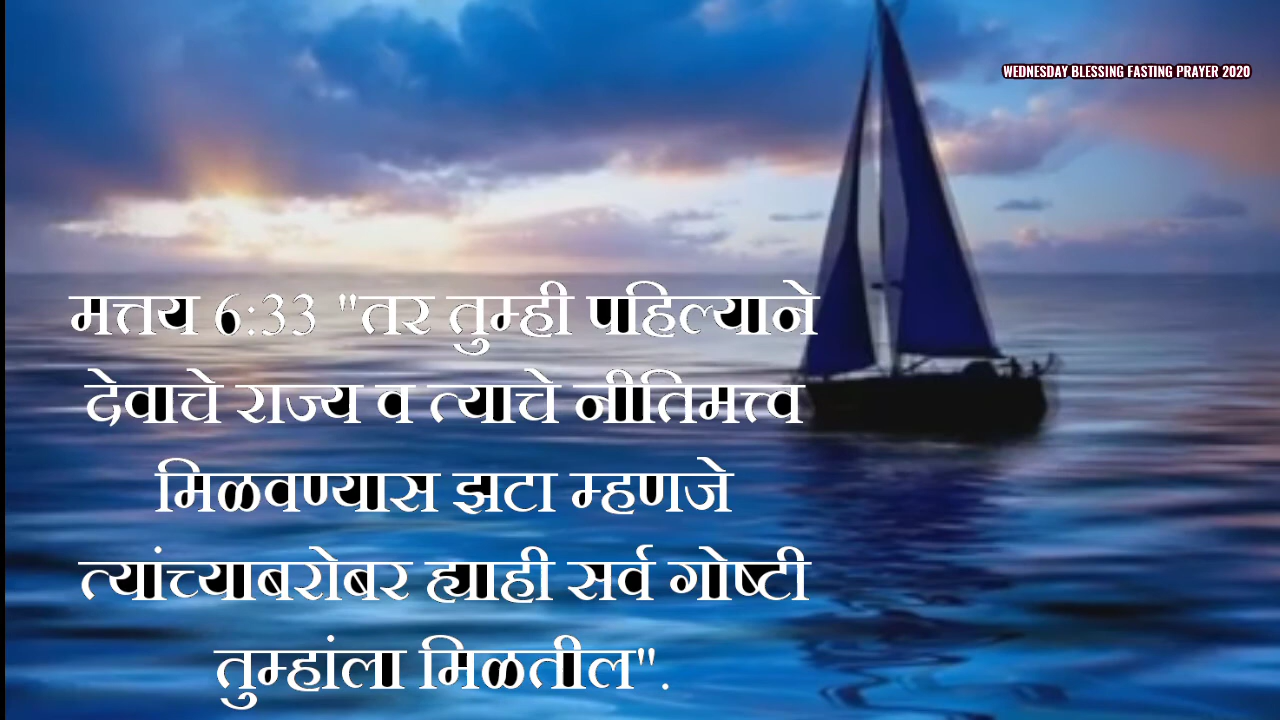 WEDNESDAY BLESSING FASTING PRAYER 2020
मत्तय 6:33 "तर तुम्ही पहिल्याने
देवाचे राज्य व त्याचे नीतिमत्त्व
मिळवण्यास झटा म्हणजे
त्यांच्याबरोबर ह्याही सर्व गोष्टी
तुम्हांला मिळतील".